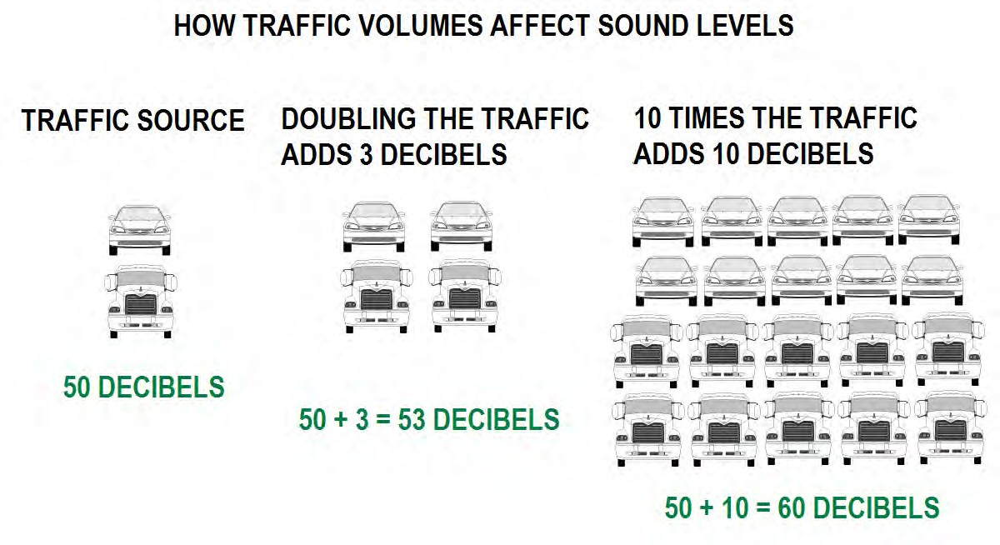 HOW TRAFFIC VOLUMES AFFECT SOUND LEVELS
TRAFFIC SOURCE
50 DECIBELS
DOUBLING THE TRAFFIC
ADDS 3 DECIBELS
50 + 3 = 53 DECIBELS
10 TIMES THE TRAFFIC
ADDS 10 DECIBELS
50 + 10 = 60 DECIBELS